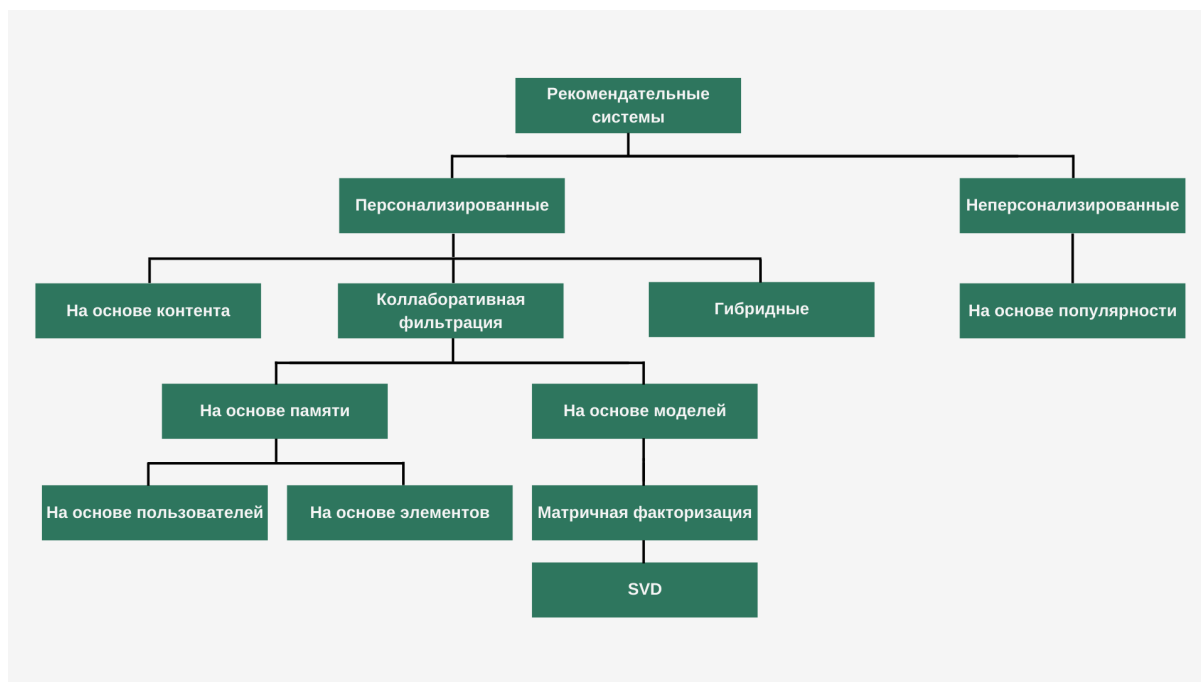 Рекомендательные
системы
Персонализированные
Неперсонализированные
На основе контента
Коллаборативная
фильтрация
Гибридные
На основе популярности
На основе памяти
На основе моделей
На основе пользователей
На основе элементов
Матричная факторизация
SVD